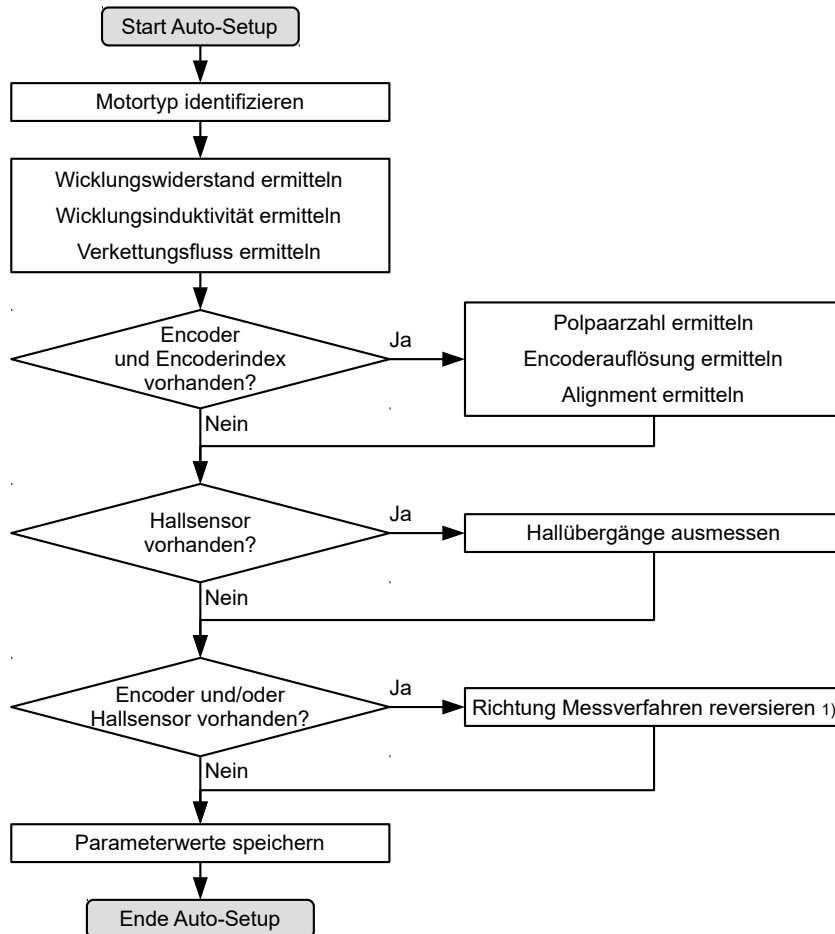 Start Auto-Setup
Motortyp identifizieren
Wicklungswiderstand ermitteln
Wicklungsinduktivität ermitteln
Verkettungsfluss ermitteln
Encoder
und Encoderindex
vorhanden?
Ja
Polpaarzahl ermitteln
Encoderauflösung ermitteln
Alignment ermitteln
Nein
Hallsensor
vorhanden?
Ja
Hallübergänge ausmessen
Nein
Encoder und/oder
Hallsensor vorhanden?
Ja
Richtung Messverfahren reversieren 1)
Nein
Parameterwerte speichern
Ende Auto-Setup